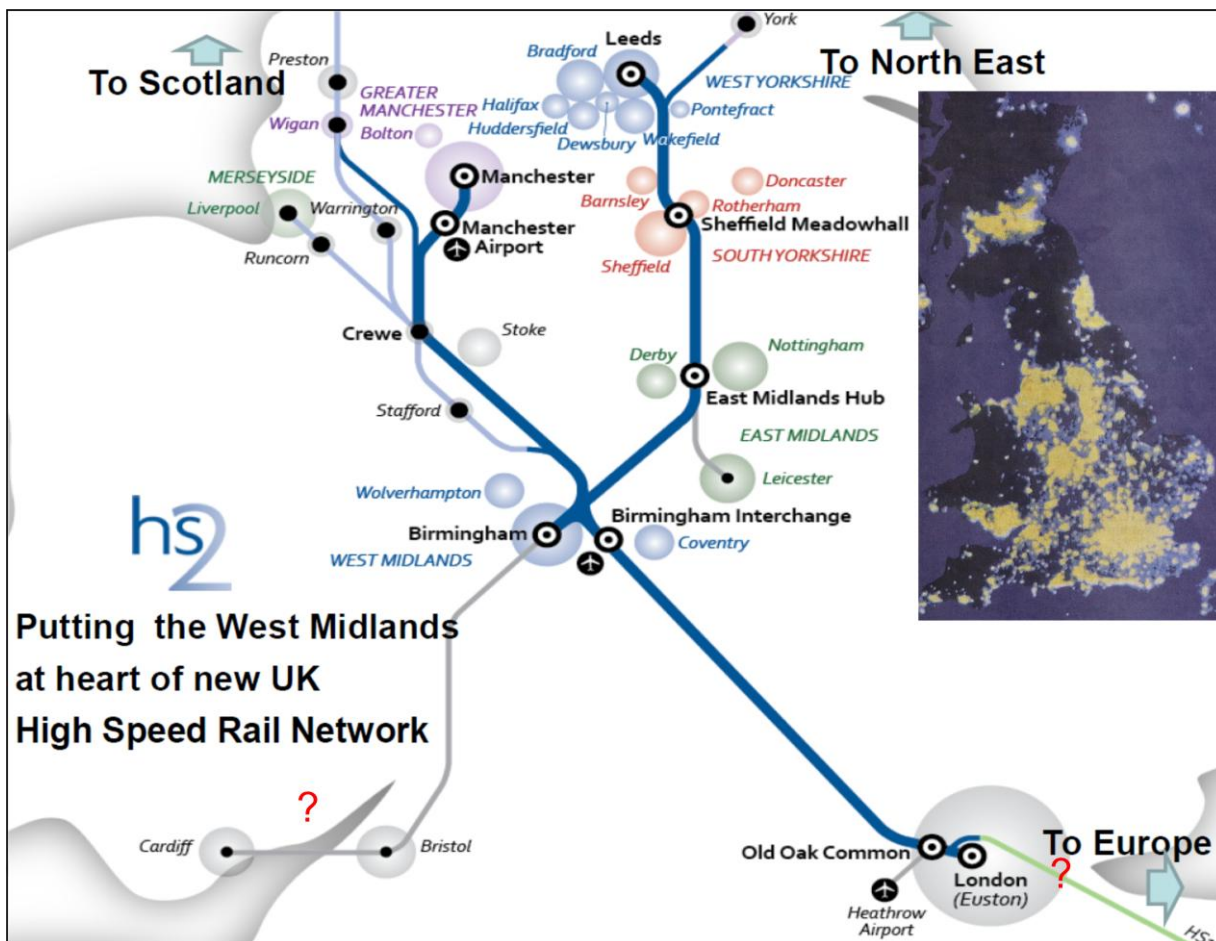 York
Leeds
Bradford
To Scotland
To North East
Preston
GREATER
MANCHESTER
WEST YORKSHIRE
Halifax
Pontefract
Wigan
Bolton
Huddersfield
Dewsbury
Wakefield
MERSEYSIDE
Manchester
Barnsley
Doncaster
Rotherham
Liverpool
Warrington
Manchester
Airport
Sheffield Meadowhall
Runcorn
Sheffield
SOUTH YORKSHIRE
Crewe
Stoke
Derby
Nottingham
East Midlands Hub
Stafford
EAST MIDLANDS
Leicester
Wolverhampton
hs2
Birmingham
Birmingham Interchange
Coventry
WEST MIDLANDS
Putting the West Midlands
at heart of new UK
High Speed Rail Network
?
Cardiff
Bristol
Old Oak Common
To Europe
?
London
(Euston)
Heathrow
Airport